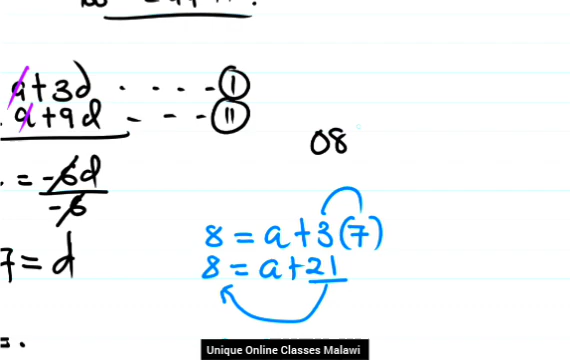 a+3d . . . . - (1)
a+9d - - - (11)
. = -6d
-6
7 = d
08
8 = a+3(7)
8 = a+21
=.
Unique Online Classes Malawi